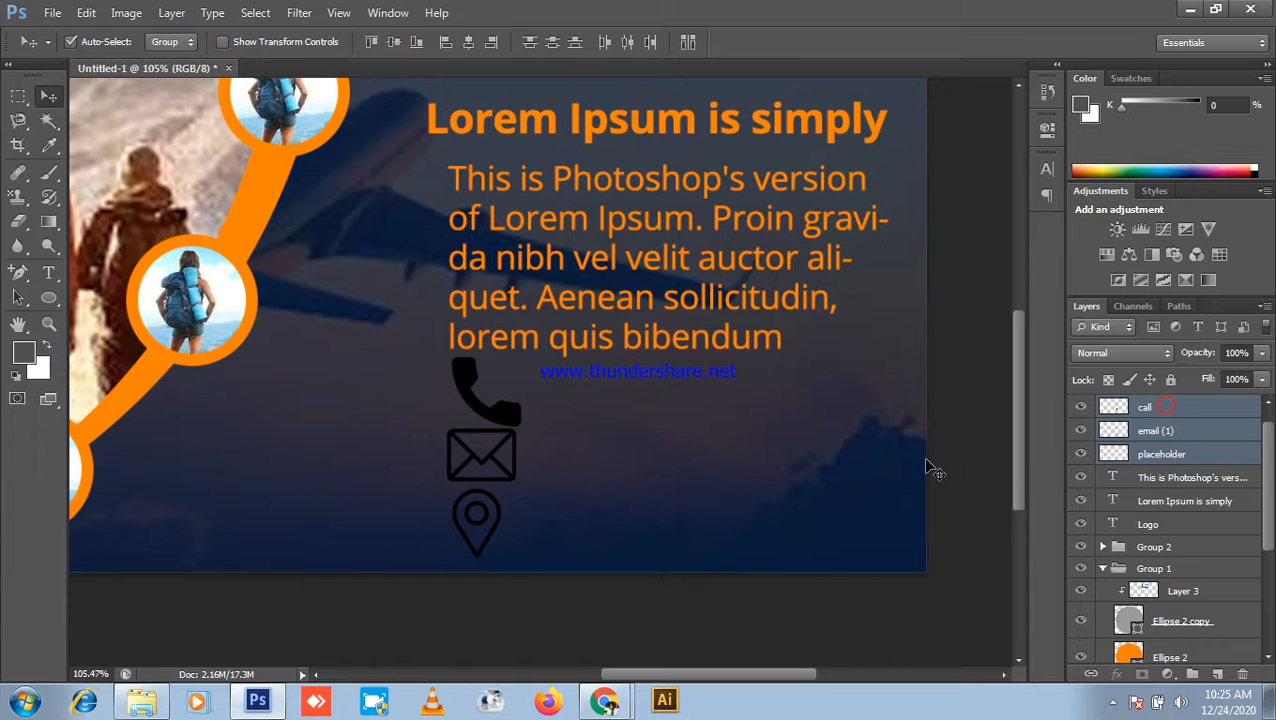 Ps File Edit Image Layer Type Select Filter View Window Help
Auto-Select: Group Show Transform Controls Essentials
Untitled-1 @ 105% (RGB/8) *
Color Swatches
K 0 %
Adjustments Styles
Add an adjustment
Layers Channels Paths
Kind
Normal Opacity: 100%
Lock: Fill: 100%
call
email (1)
placeholder
This is Photoshop's vers...
Lorem Ipsum is simply
Logo
Group 2
Group 1
Layer 3
Ellipse 2 copy
Ellipse 2
Lorem Ipsum is simply
This is Photoshop's version
of Lorem Ipsum. Proin gravi-
da nibh vel velit auctor ali-
quet. Aenean sollicitudin,
lorem quis bibendum
www.thundershare.net
105.47% Doc: 2.16M/17.3M
Ps Ai
10:25 AM
12/24/2020